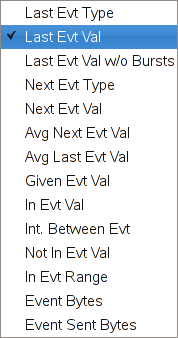 Last Evt Type
Last Evt Val
Last Evt Val w/o Bursts
Next Evt Type
Next Evt Val
Avg Next Evt Val
Avg Last Evt Val
Given Evt Val
In Evt Val
Int. Between Evt
Not In Evt Val
In Evt Range
Event Bytes
Event Sent Bytes